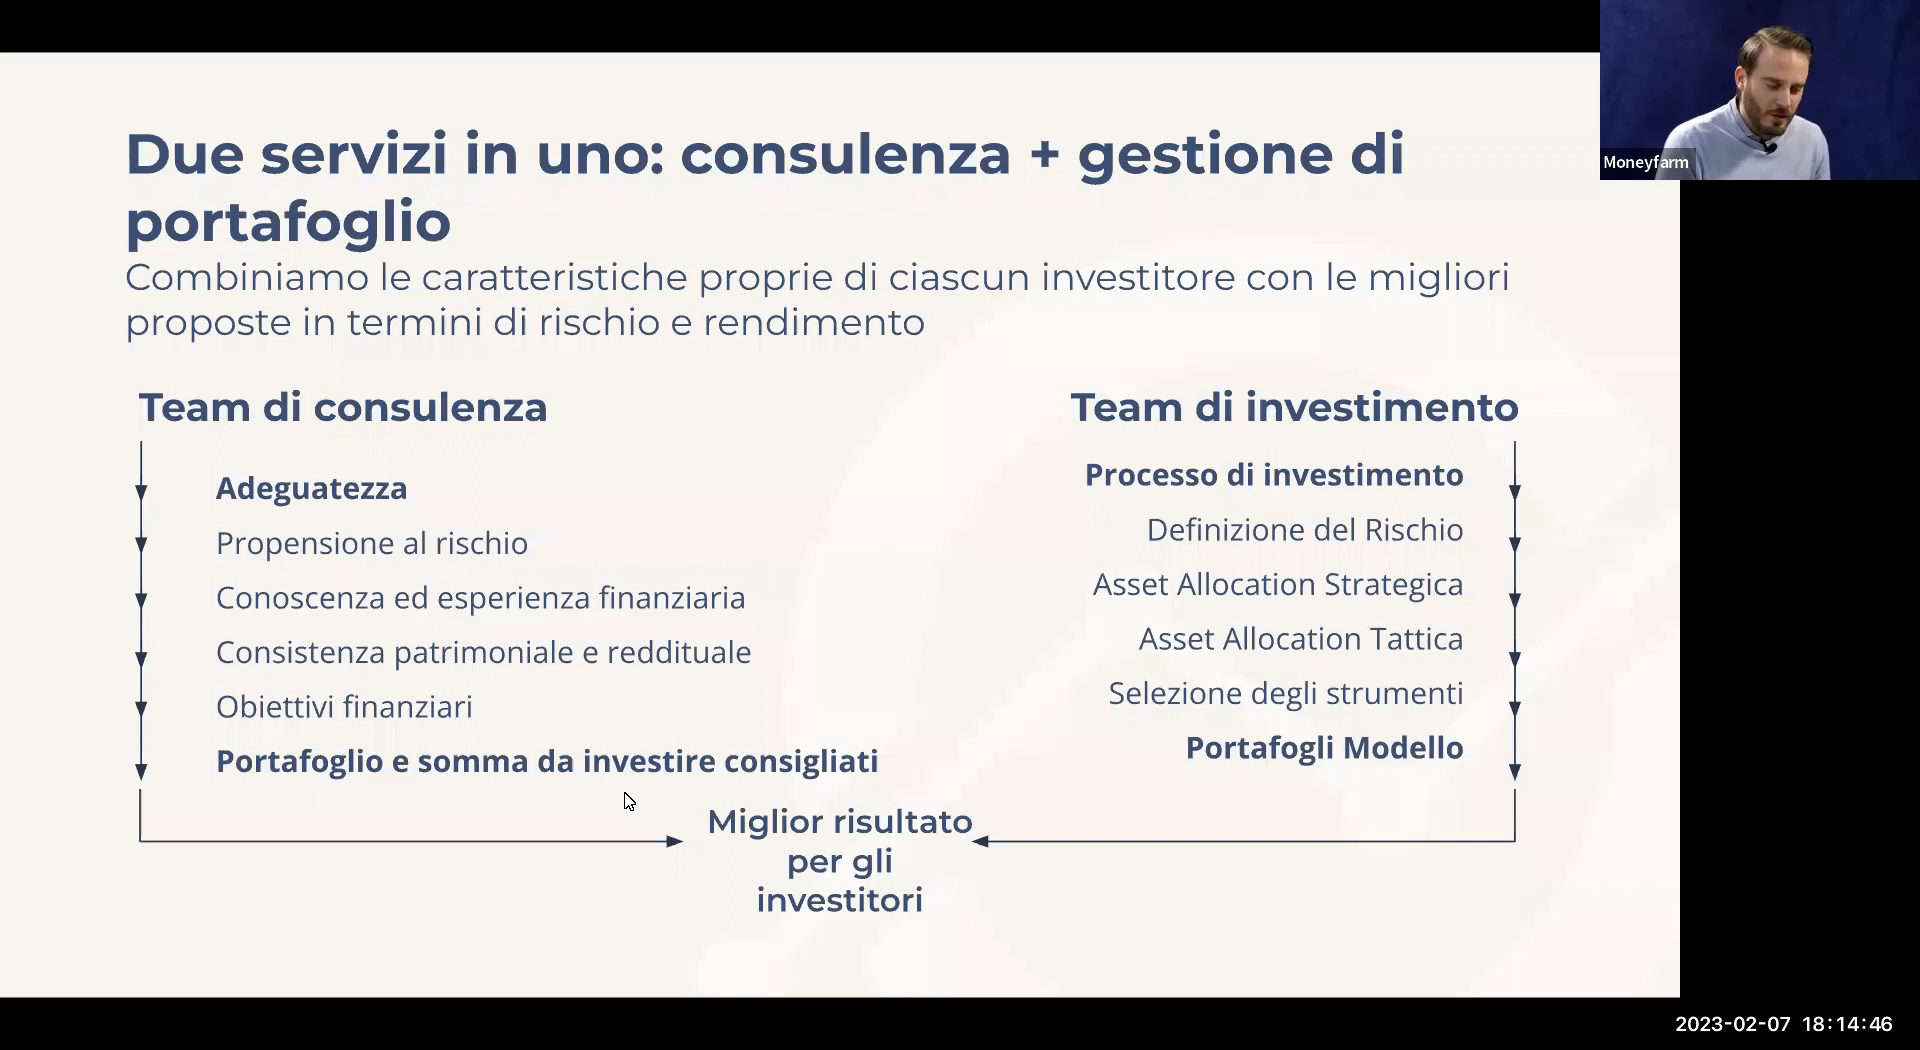 Due servizi in uno: consulenza + gestione di
portafoglio
Combiniamo le caratteristiche proprie di ciascun investitore con le migliori
proposte in termini di rischio e rendimento
Team di consulenza
Adeguatezza
Propensione al rischio
Conoscenza ed esperienza finanziaria
Consistenza patrimoniale e reddituale
Obiettivi finanziari
Portafoglio e somma da investire consigliati
Team di investimento
Processo di investimento
Definizione del Rischio
Asset Allocation Strategica
Asset Allocation Tattica
Selezione degli strumenti
Portafogli Modello
Miglior risultato
per gli
investitori
Moneyfarm
2023-02-07 18:14:46